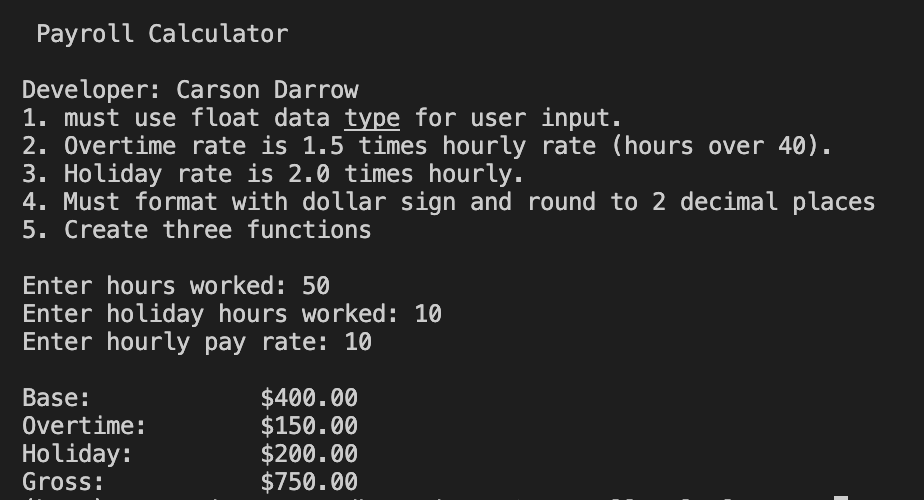 Payroll Calculator
Developer: Carson Darrow
1. must use float data type for user input.
2. Overtime rate is 1.5 times hourly rate (hours over 40).
3. Holiday rate is 2.0 times hourly.
4. Must format with dollar sign and round to 2 decimal places
5. Create three functions
Enter hours worked: 50
Enter holiday hours worked: 10
Enter hourly pay rate: 10
Base: $400.00
Overtime: $150.00
Holiday: $200.00
Gross: $750.00